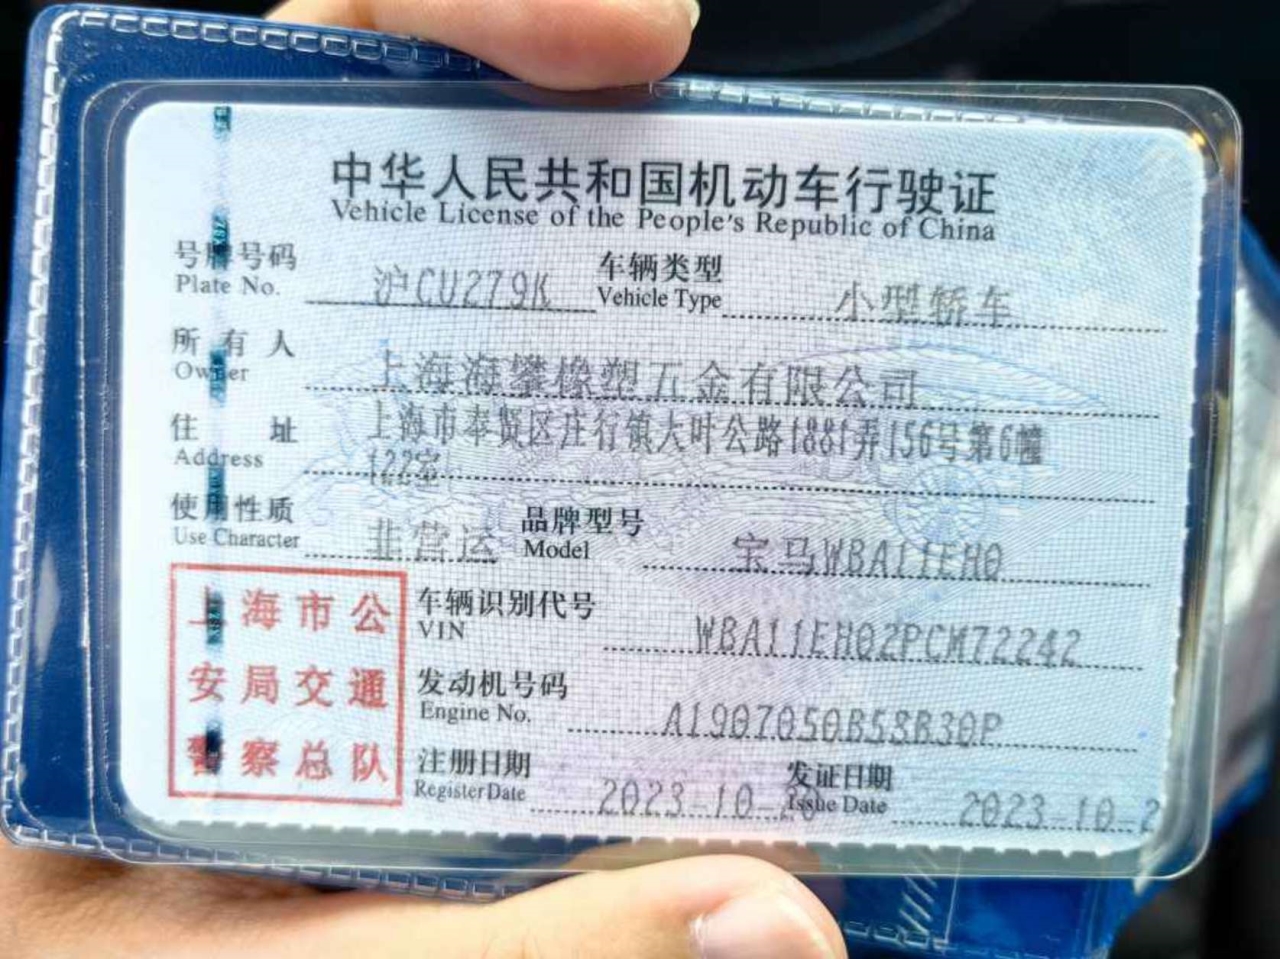 中华人民共和国机动车行驶证
Vehicle License of the People's Republic of China
号牌号码 沪CU279K 车辆类型 小型轿车
Plate No. Vehicle Type
所有人 上海海攀橡塑五金有限公司
Owner
住址 上海市奉贤区庄行镇大叶公路1881弄156号第6幢
Address 122室
使用性质 非营运 品牌型号 宝马WBA11EH0
Use Character Model
上海市公
安局交通
警察总队
车辆识别代号 WBA11EH02PCM72242
VIN
发动机号码 A1907050B58B30P
Engine No.
注册日期 2023-10- 发证日期 2023-10-2
Register Date Issue Date